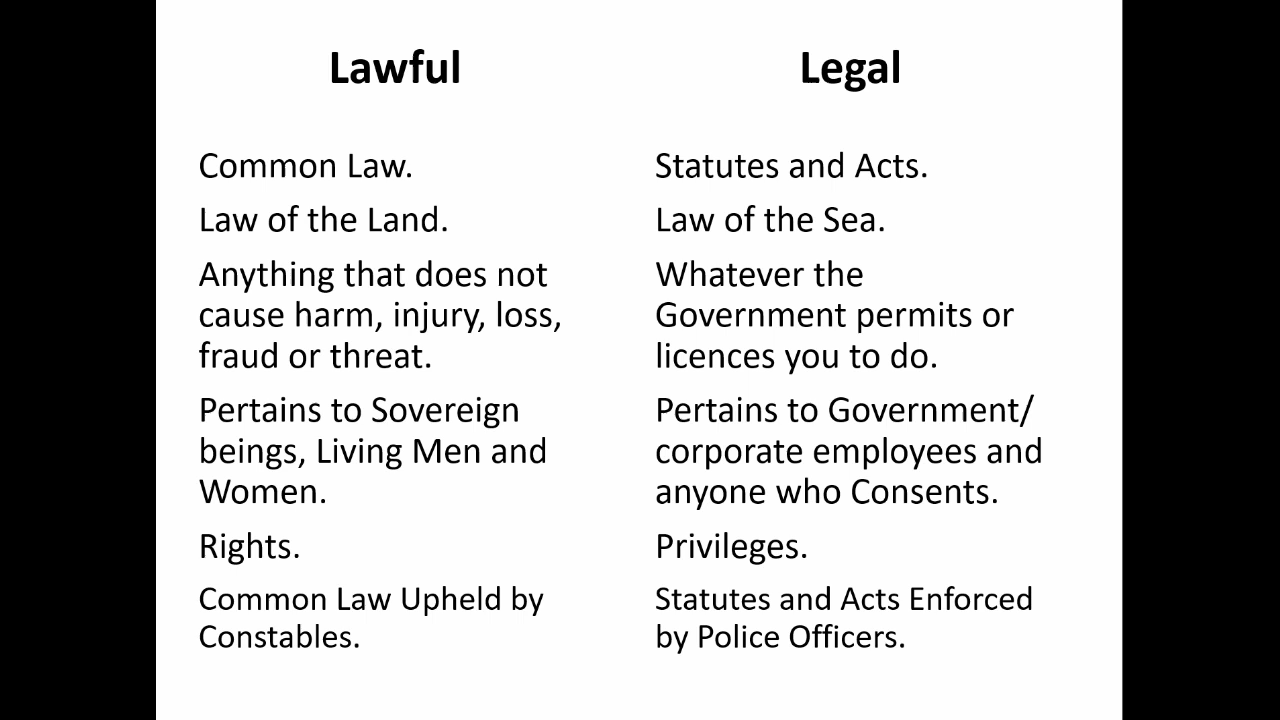 Lawful
Common Law.
Law of the Land.
Anything that does not
cause harm, injury, loss,
fraud or threat.
Pertains to Sovereign
beings, Living Men and
Women.
Rights.
Common Law Upheld by
Constables.
Legal
Statutes and Acts.
Law of the Sea.
Whatever the
Government permits or
licences you to do.
Pertains to Government/
corporate employees and
anyone who Consents.
Privileges.
Statutes and Acts Enforced
by Police Officers.